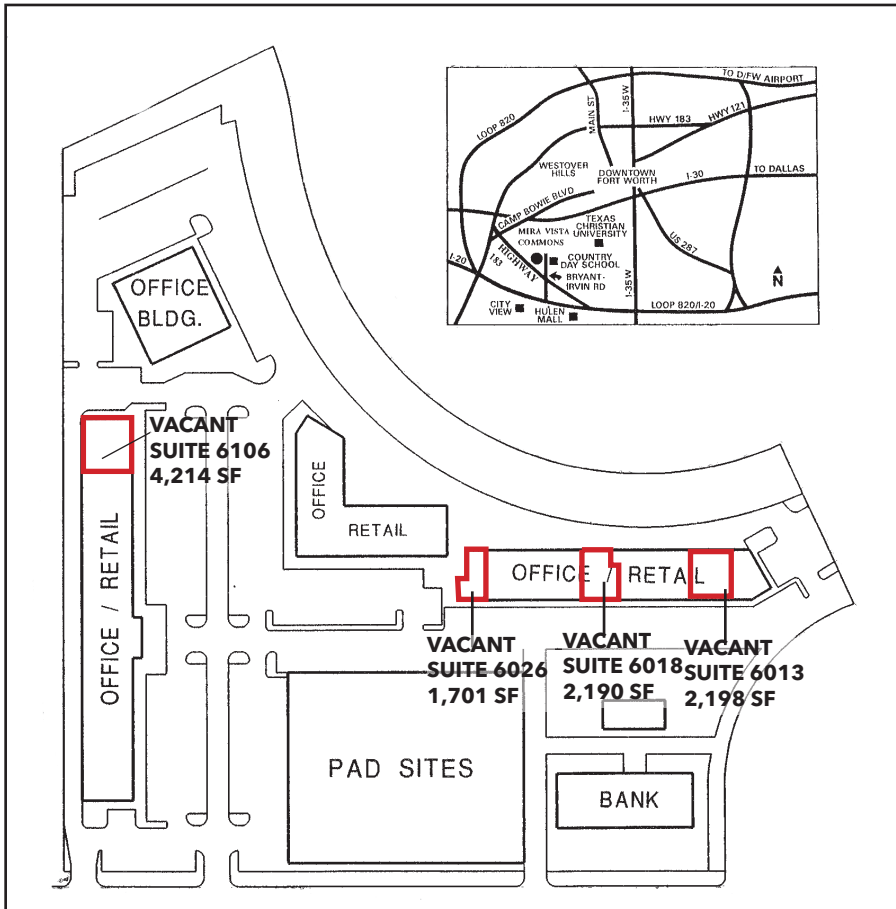 TO D/FW AIRPORT
LOOP 820
MAIN ST
I-35W
HWY 183
HWY 121
WESTOVER
HILLS
DOWNTOWN
FORT WORTH
I-30
TO DALLAS
CAMP BOWIE BLVD
TEXAS
CHRISTIAN
UNIVERSITY
MIRA VISTA
COMMONS
US 287
I-20
HIGHWAY
183
COUNTRY
DAY SCHOOL
BRYANT-
IRVIN RD
I-35W
N
CITY
VIEW
HULEN
MALL
LOOP 820/I-20
OFFICE
BLDG.
VACANT
SUITE 6106
4,214 SF
OFFICE / RETAIL
OFFICE
RETAIL
OFFICE / RETAIL
VACANT
SUITE 6026
1,701 SF
VACANT
SUITE 6018
2,190 SF
VACANT
SUITE 6013
2,198 SF
PAD SITES
BANK